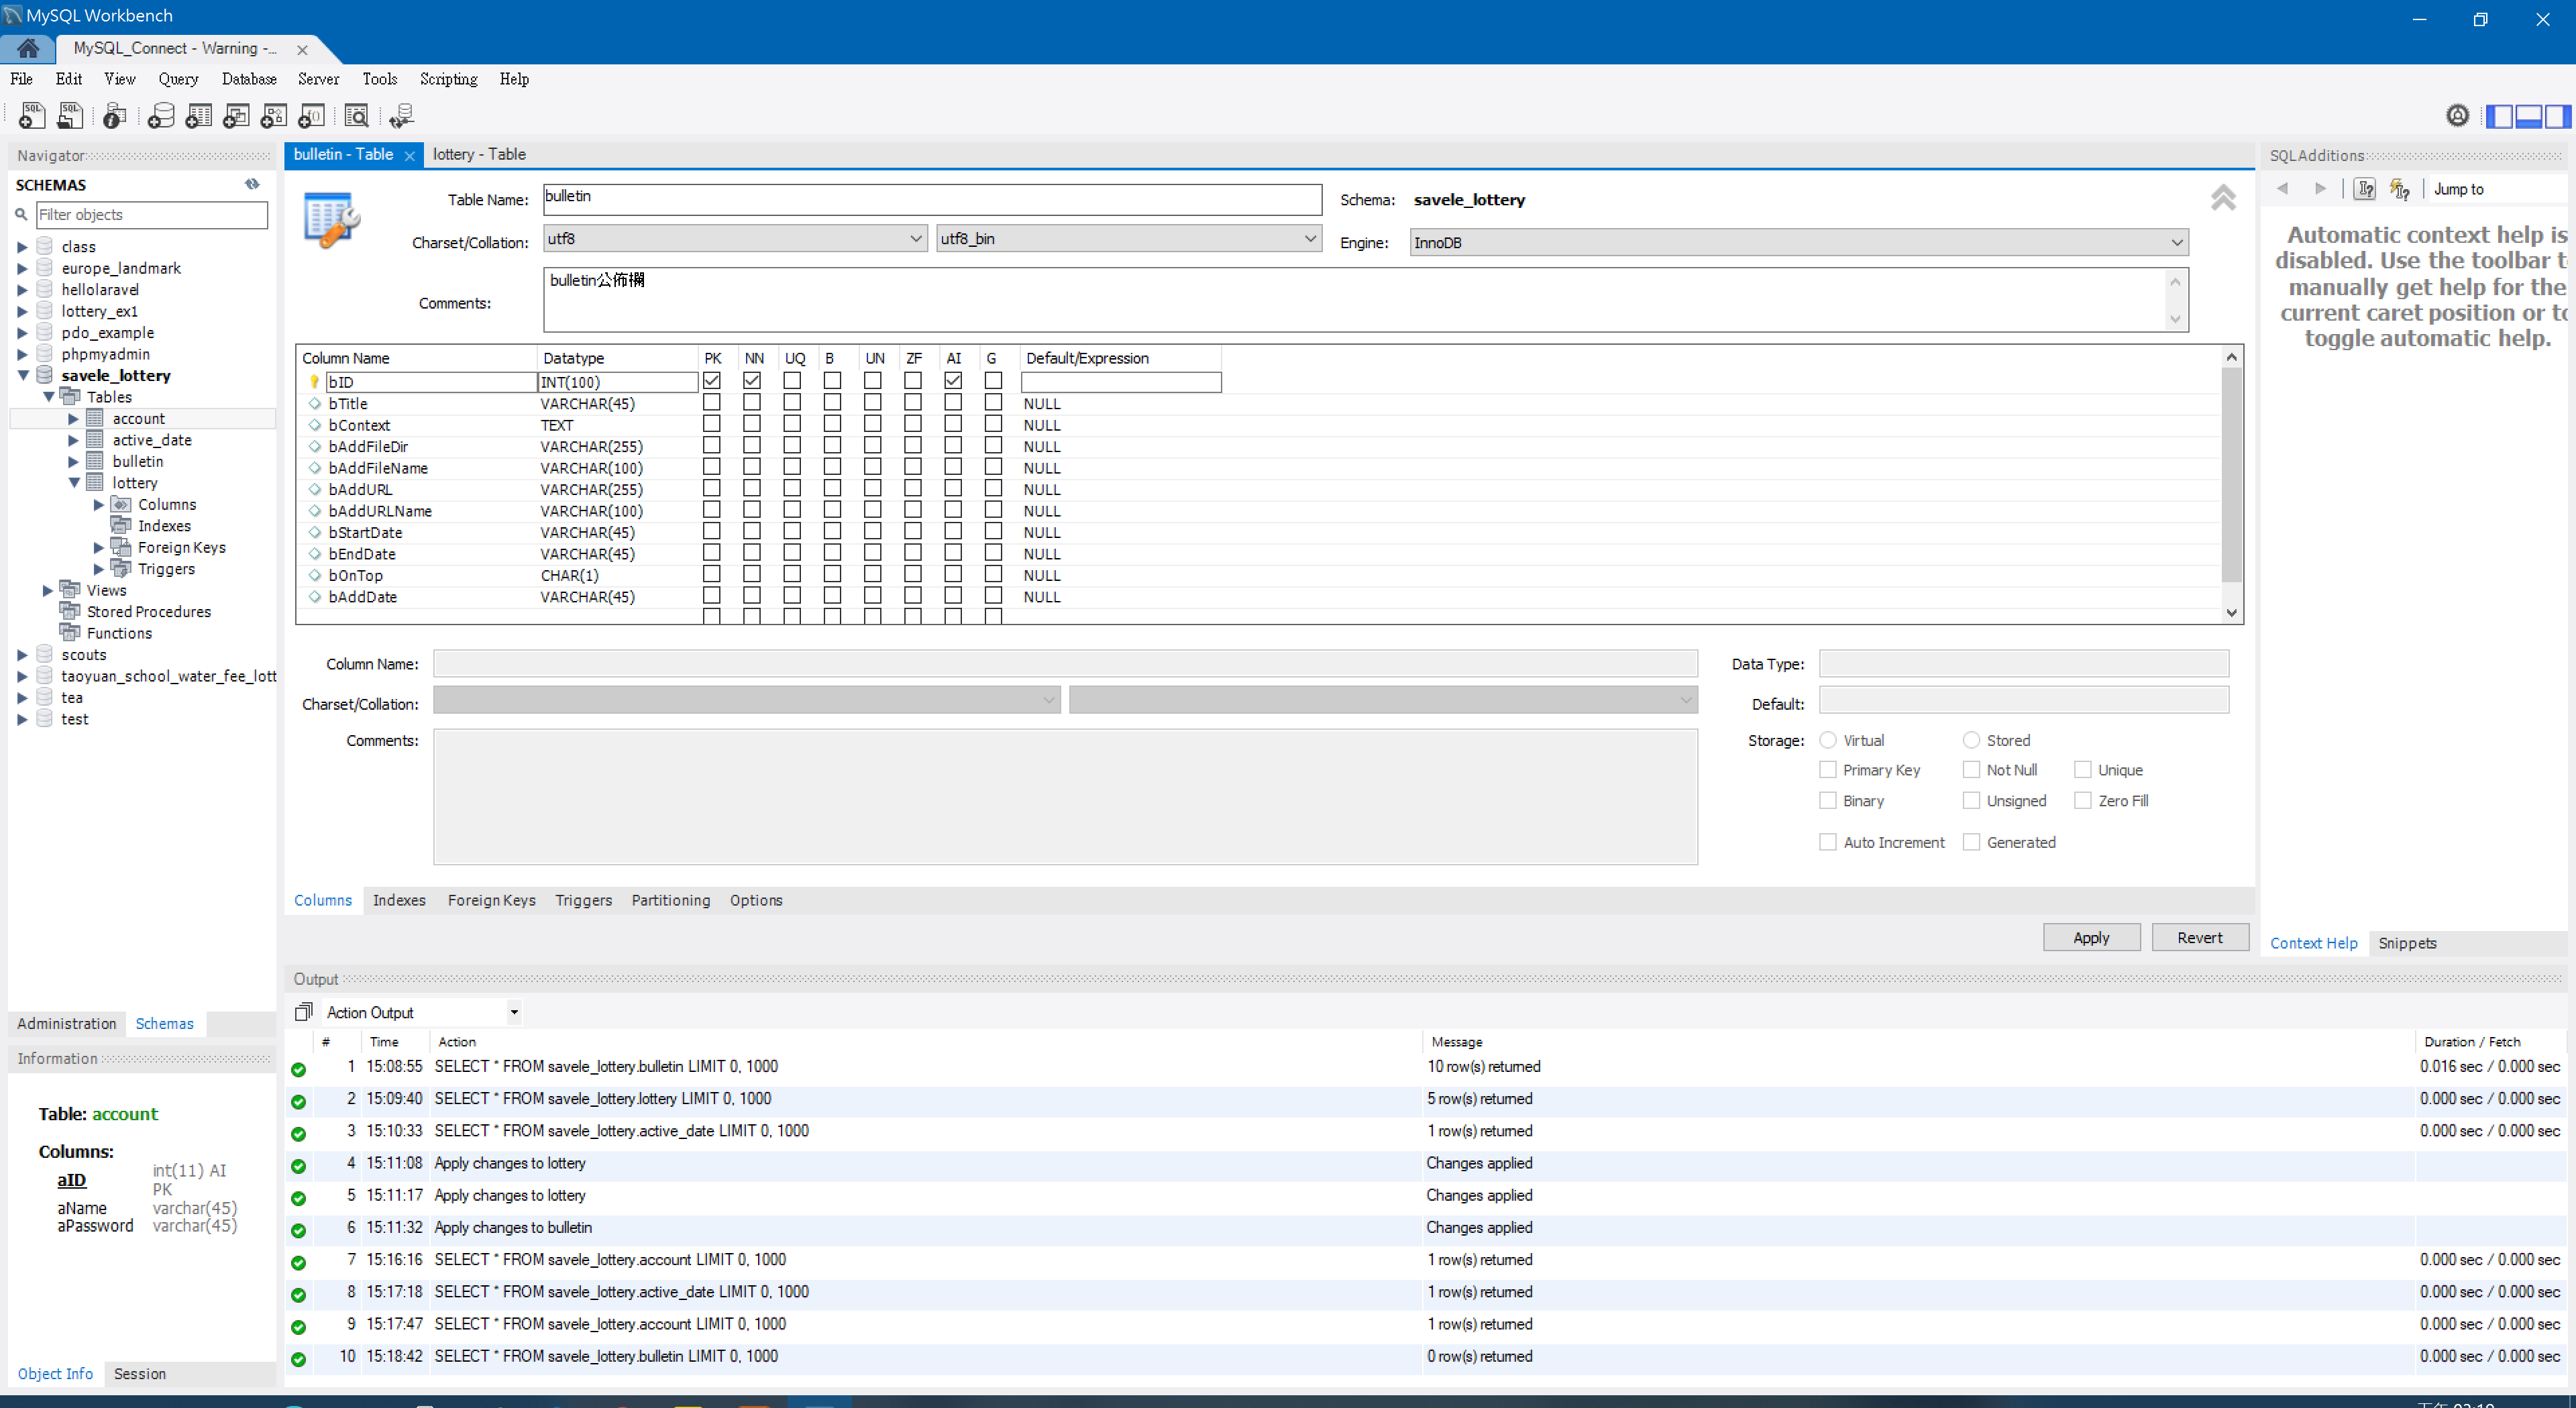 MySQL Workbench
MySQL_Connect - Warning -...
File Edit View Query Database Server Tools Scripting Help
Navigator
SCHEMAS
Filter objects
class
europe_landmark
hellolaravel
lottery_ex1
pdo_example
phpmyadmin
savele_lottery
Tables
account
active_date
bulletin
lottery
Columns
Indexes
Foreign Keys
Triggers
Views
Stored Procedures
Functions
scouts
taoyuan_school_water_fee_lott
tea
test
Administration Schemas
Information
Table: account
Columns:
aID int(11) AI
PK
aName varchar(45)
aPassword varchar(45)
Object Info Session
bulletin - Table lottery - Table
Table Name: bulletin Schema: savele_lottery
Charset/Collation: utf8 utf8_bin Engine: InnoDB
Comments: bulletin公佈欄
Column Name Datatype PK NN UQ B UN ZF AI G Default/Expression
bID INT(100)
bTitle VARCHAR(45) NULL
bContext TEXT NULL
bAddFileDir VARCHAR(255) NULL
bAddFileName VARCHAR(100) NULL
bAddURL VARCHAR(255) NULL
bAddURLName VARCHAR(100) NULL
bStartDate VARCHAR(45) NULL
bEndDate VARCHAR(45) NULL
bOnTop CHAR(1) NULL
bAddDate VARCHAR(45) NULL
Column Name: Data Type:
Charset/Collation: Default:
Comments: Storage: Virtual Stored
Primary Key Not Null Unique
Binary Unsigned Zero Fill
Auto Increment Generated
Columns Indexes Foreign Keys Triggers Partitioning Options
Apply Revert
SQLAdditions
Jump to
Automatic context help is
disabled. Use the toolbar t
manually get help for the
current caret position or to
toggle automatic help.
Context Help Snippets
Output
Action Output
# Time Action Message Duration / Fetch
1 15:08:55 SELECT * FROM savele_lottery.bulletin LIMIT 0, 1000 10 row(s) returned 0.016 sec / 0.000 sec
2 15:09:40 SELECT * FROM savele_lottery.lottery LIMIT 0, 1000 5 row(s) returned 0.000 sec / 0.000 sec
3 15:10:33 SELECT * FROM savele_lottery.active_date LIMIT 0, 1000 1 row(s) returned 0.000 sec / 0.000 sec
4 15:11:08 Apply changes to lottery Changes applied
5 15:11:17 Apply changes to lottery Changes applied
6 15:11:32 Apply changes to bulletin Changes applied
7 15:16:16 SELECT * FROM savele_lottery.account LIMIT 0, 1000 1 row(s) returned 0.000 sec / 0.000 sec
8 15:17:18 SELECT * FROM savele_lottery.active_date LIMIT 0, 1000 1 row(s) returned 0.000 sec / 0.000 sec
9 15:17:47 SELECT * FROM savele_lottery.account LIMIT 0, 1000 1 row(s) returned 0.000 sec / 0.000 sec
10 15:18:42 SELECT * FROM savele_lottery.bulletin LIMIT 0, 1000 0 row(s) returned 0.000 sec / 0.000 sec